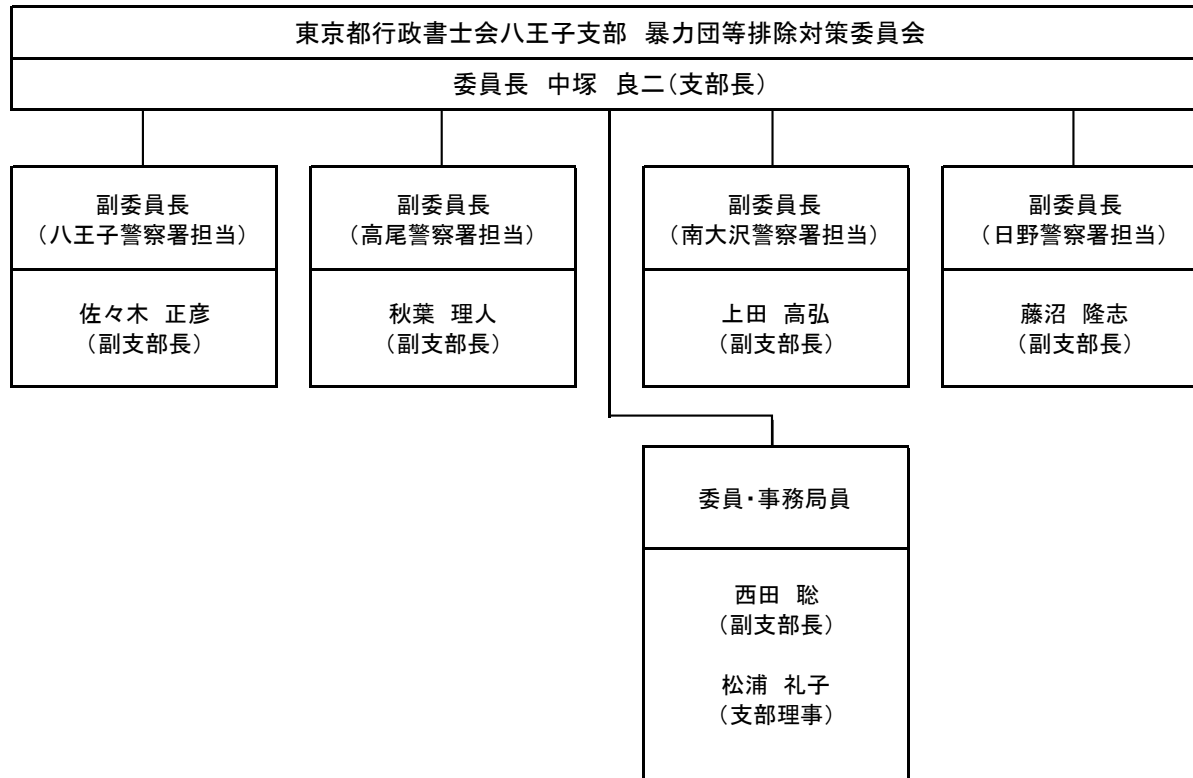 東京都行政書士会八王子支部　暴力団等排除対策委員会
委員長　中塚　良二（支部長）
副委員長
（八王子警察署担当）
佐々木　正彦
（副支部長）
副委員長
（高尾警察署担当）
秋葉　理人
（副支部長）
副委員長
（南大沢警察署担当）
上田　高弘
（副支部長）
副委員長
（日野警察署担当）
藤沼　隆志
（副支部長）
委員・事務局員
西田　聡
（副支部長）
松浦　礼子
（支部理事）